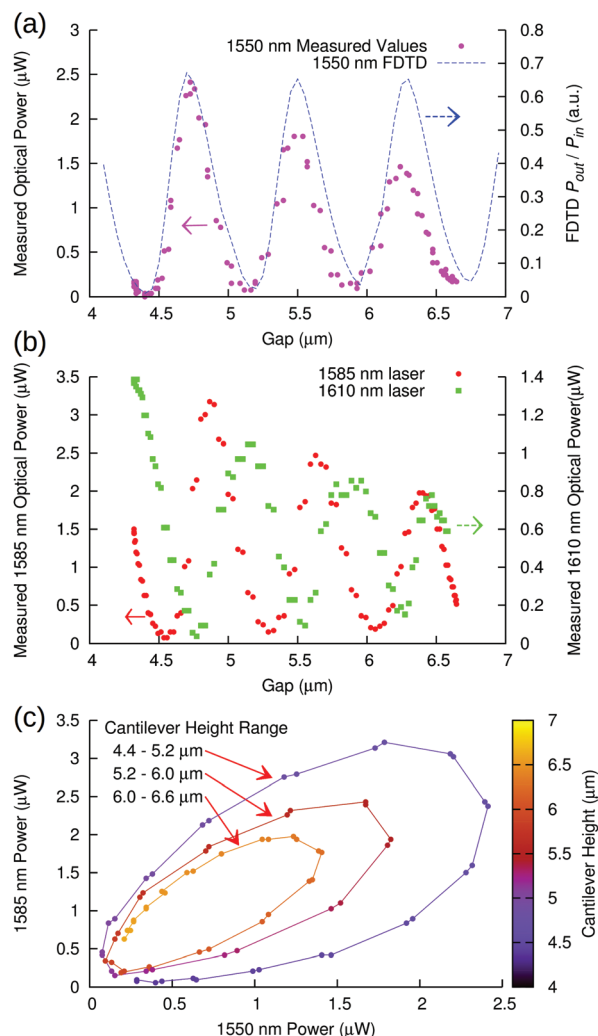 (a)
1550 nm Measured Values
1550 nm FDTD
Measured Optical Power (μW)
3
2.5
2
1.5
1
0.5
0
0.8
0.7
0.6
0.5
0.4
0.3
0.2
0.1
0
FDTD Pout / Pin (a.u.)
4 4.5 5 5.5 6 6.5 7
Gap (μm)
(b)
1585 nm laser
1610 nm laser
Measured 1585 nm Optical Power (μW)
3.5
3
2.5
2
1.5
1
0.5
0
1.4
1.2
1
0.8
0.6
0.4
0.2
0
Measured 1610 nm Optical Power(μW)
4 4.5 5 5.5 6 6.5 7
Gap (μm)
(c)
Cantilever Height Range
4.4 - 5.2 μm
5.2 - 6.0 μm
6.0 - 6.6 μm
1585 nm Power (μW)
3.5
3
2.5
2
1.5
1
0.5
0
7
6.5
6
5.5
5
4.5
4
Cantilever Height (μm)
0 0.5 1 1.5 2 2.5
1550 nm Power (μW)